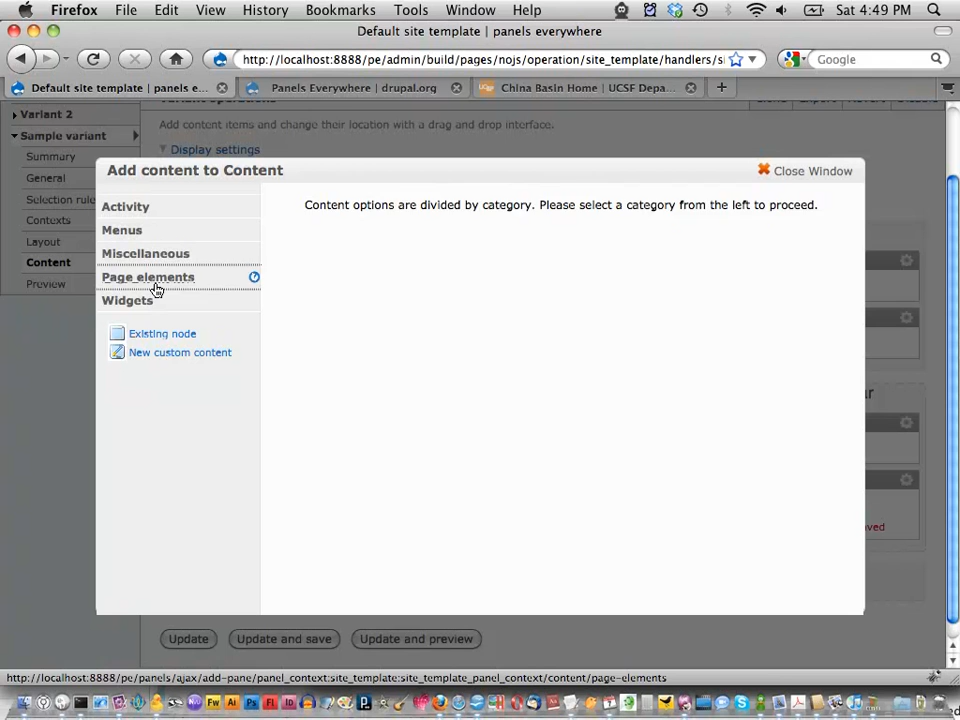 Firefox File Edit View History Bookmarks Tools Window Help Sat 4:49 PM
Default site template | panels everywhere
http://localhost:8888/pe/admin/build/pages/nojs/operation/site_template/handlers/si
Google
Default site template | panels e... Panels Everywhere | drupal.org China Basin Home | UCSF Depa...
Variant operations
Variant 2
Add content items and change their location with a drag and drop interface.
Sample variant
Display settings
Summary
General
Selection rule
Contexts
Layout
Content
Preview
Add content to Content
Close Window
Activity
Content options are divided by category. Please select a category from the left to proceed.
Menus
Miscellaneous
Page elements
Widgets
Existing node
New custom content
Update Update and save Update and preview
http://localhost:8888/pe/panels/ajax/add-pane/panel_context:site_template:site_template_panel_context/content/page-elements